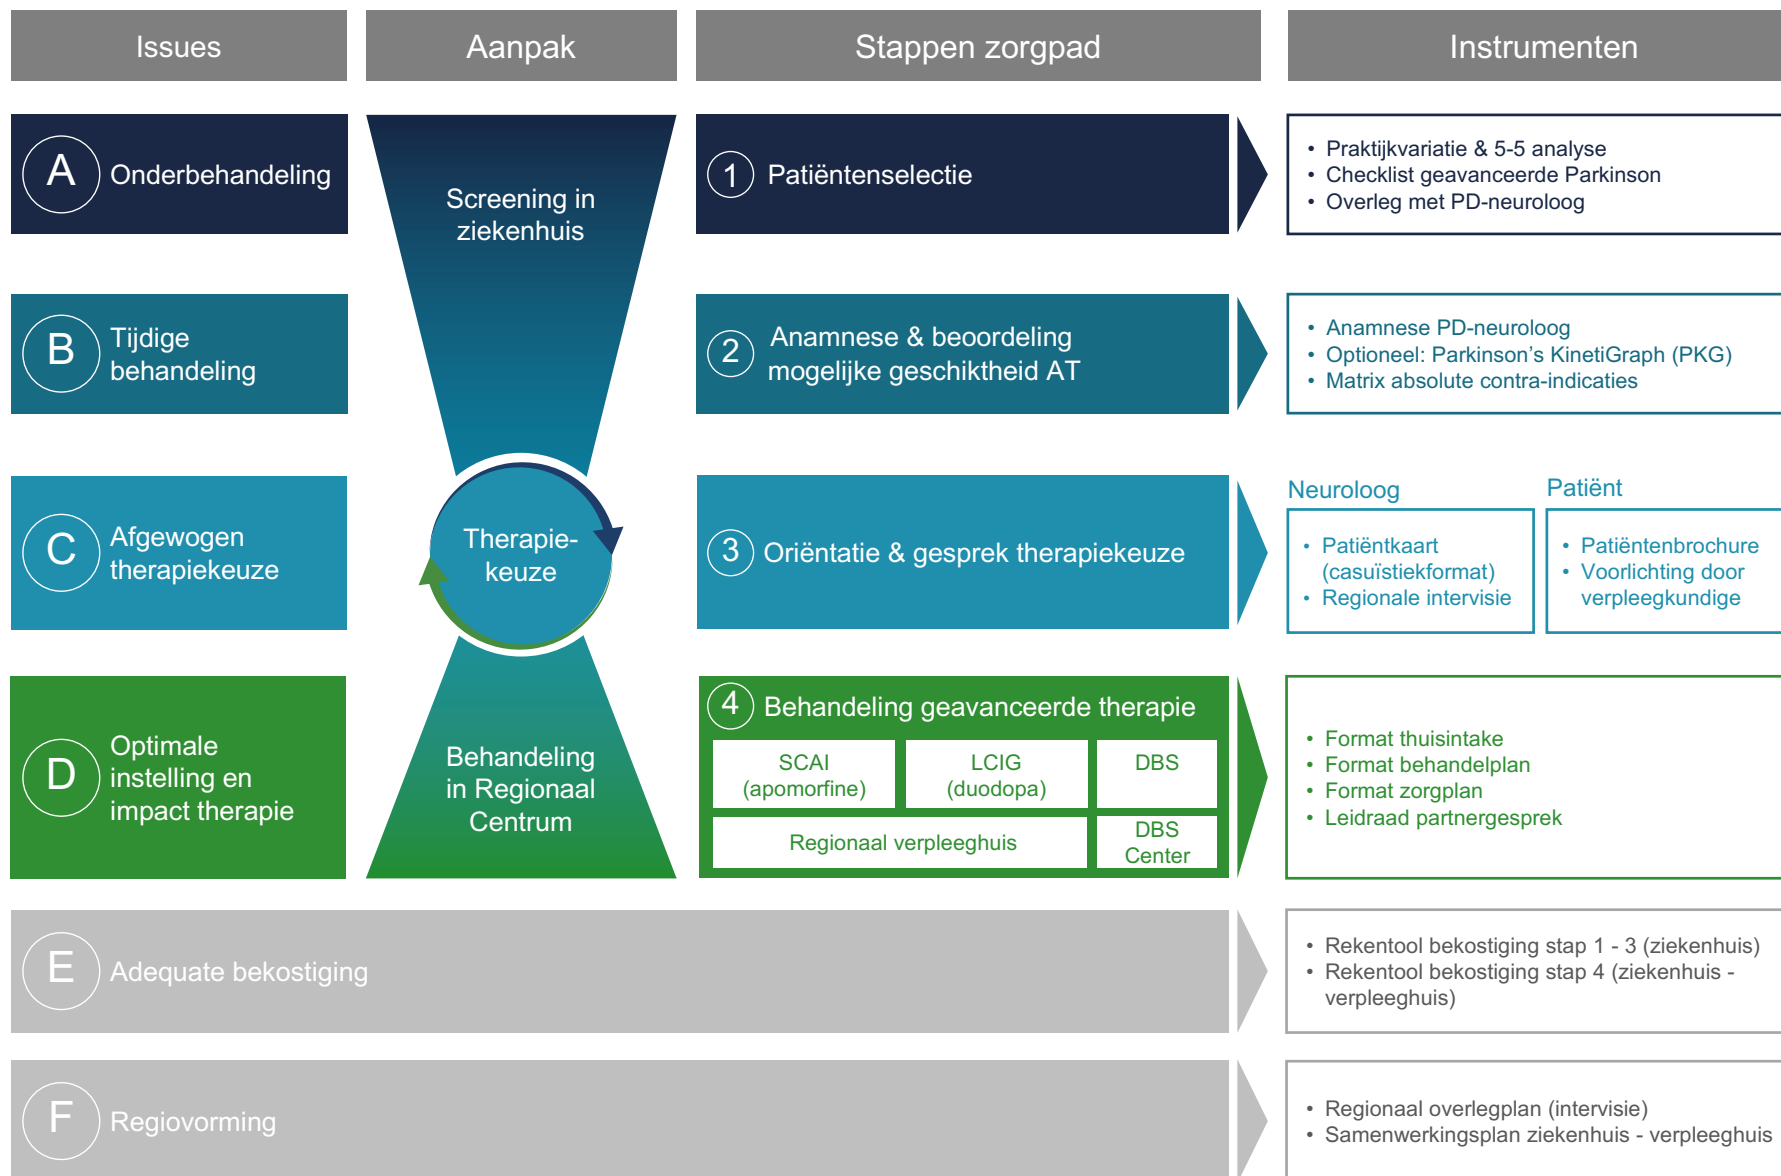 Issues
Aanpak
Stappen zorgpad
Instrumenten
A
Onderbehandeling
Screening in
ziekenhuis
1
Patiëntenselectie
• Praktijkvariatie & 5-5 analyse
• Checklist geavanceerde Parkinson
• Overleg met PD-neuroloog
B
Tijdige
behandeling
2
Anamnese & beoordeling
mogelijke geschiktheid AT
• Anamnese PD-neuroloog
• Optioneel: Parkinson's KinetiGraph (PKG)
• Matrix absolute contra-indicaties
C
Afgewogen
therapiekeuze
Therapie-
keuze
3
Oriëntatie & gesprek therapiekeuze
Neuroloog
• Patiëntkaart
(casuïstiekformat)
• Regionale intervisie
Patiënt
• Patiëntenbrochure
• Voorlichting door
verpleegkundige
D
Optimale
instelling en
impact therapie
Behandeling
in Regionaal
Centrum
4
Behandeling geavanceerde therapie
SCAI
(apomorfine)
LCIG
(duodopa)
DBS
Regionaal verpleeghuis
DBS
Center
• Format thuisintake
• Format behandelplan
• Format zorgplan
• Leidraad partnergesprek
E
Adequate bekostiging
• Rekentool bekostiging stap 1 - 3 (ziekenhuis)
• Rekentool bekostiging stap 4 (ziekenhuis -
verpleeghuis)
F
Regiovorming
• Regionaal overlegplan (intervisie)
• Samenwerkingsplan ziekenhuis - verpleeghuis